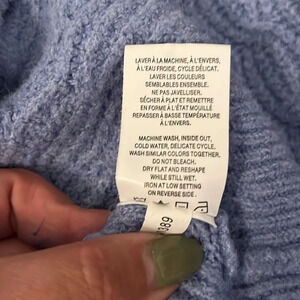 LAVER À LA MACHINE, À L'ENVERS,
À L'EAU FROIDE, CYCLE DÉLICAT.
LAVER LES COULEURS
SEMBLABLES ENSEMBLE.
NE PAS JAVELLISER.
SÉCHER À PLAT ET REMETTRE
EN FORME À L'ÉTAT MOUILLÉ
REPASSER À BASSE TEMPÉRATURE
À L'ENVERS.
MACHINE WASH, INSIDE OUT,
COLD WATER, DELICATE CYCLE.
WASH SIMILAR COLORS TOGETHER.
DO NOT BLEACH.
DRY FLAT AND RESHAPE
WHILE STILL WET.
IRON AT LOW SETTING
ON REVERSE SIDE.